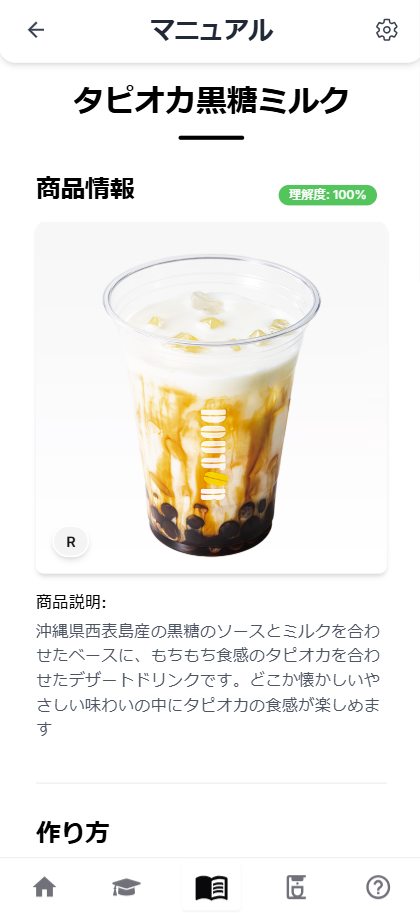 マニュアル
タピオカ黒糖ミルク
商品情報
理解度: 100%
DOUTOR
R
商品説明:
沖縄県西表島産の黒糖のソースとミルクを合わ
せたベースに、もちもち食感のタピオカを合わ
せたデザートドリンクです。どこか懐かしいや
さしい味わいの中にタピオカの食感が楽しめま
す
作り方